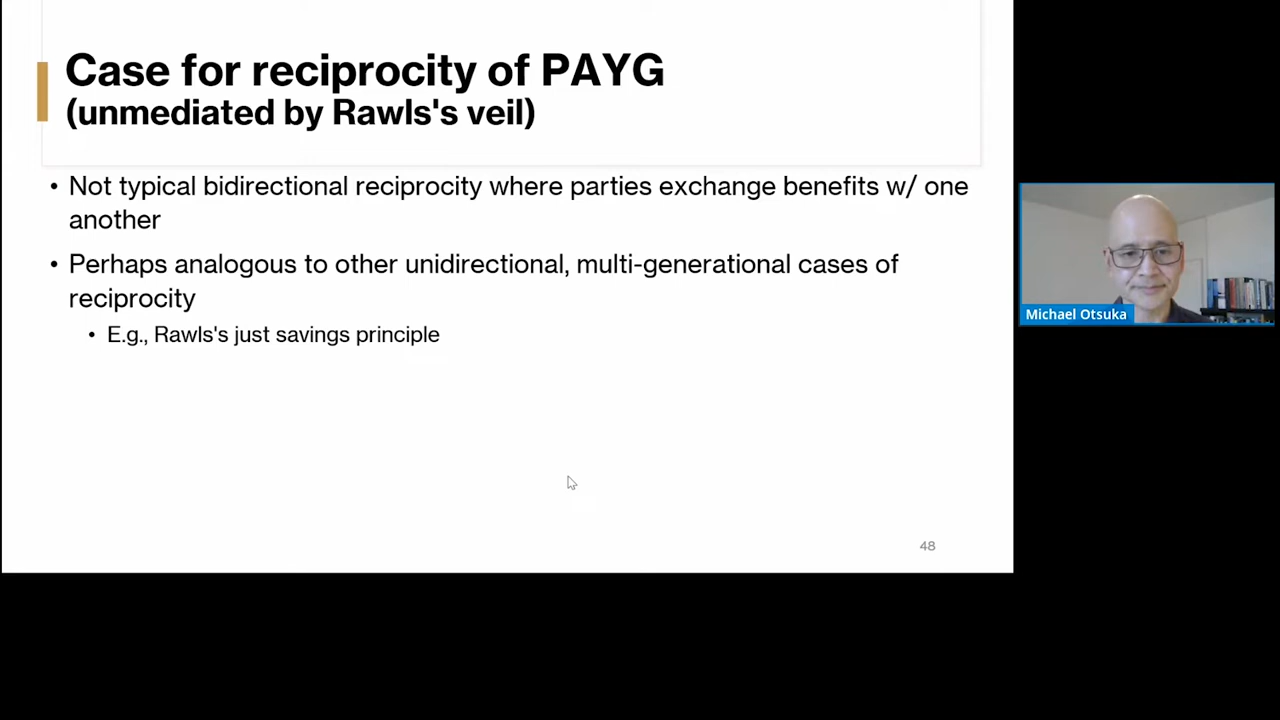 Case for reciprocity of PAYG
(unmediated by Rawls's veil)
• Not typical bidirectional reciprocity where parties exchange benefits w/ one
another
• Perhaps analogous to other unidirectional, multi-generational cases of
reciprocity
• E.g., Rawls's just savings principle
48
Michael Otsuka